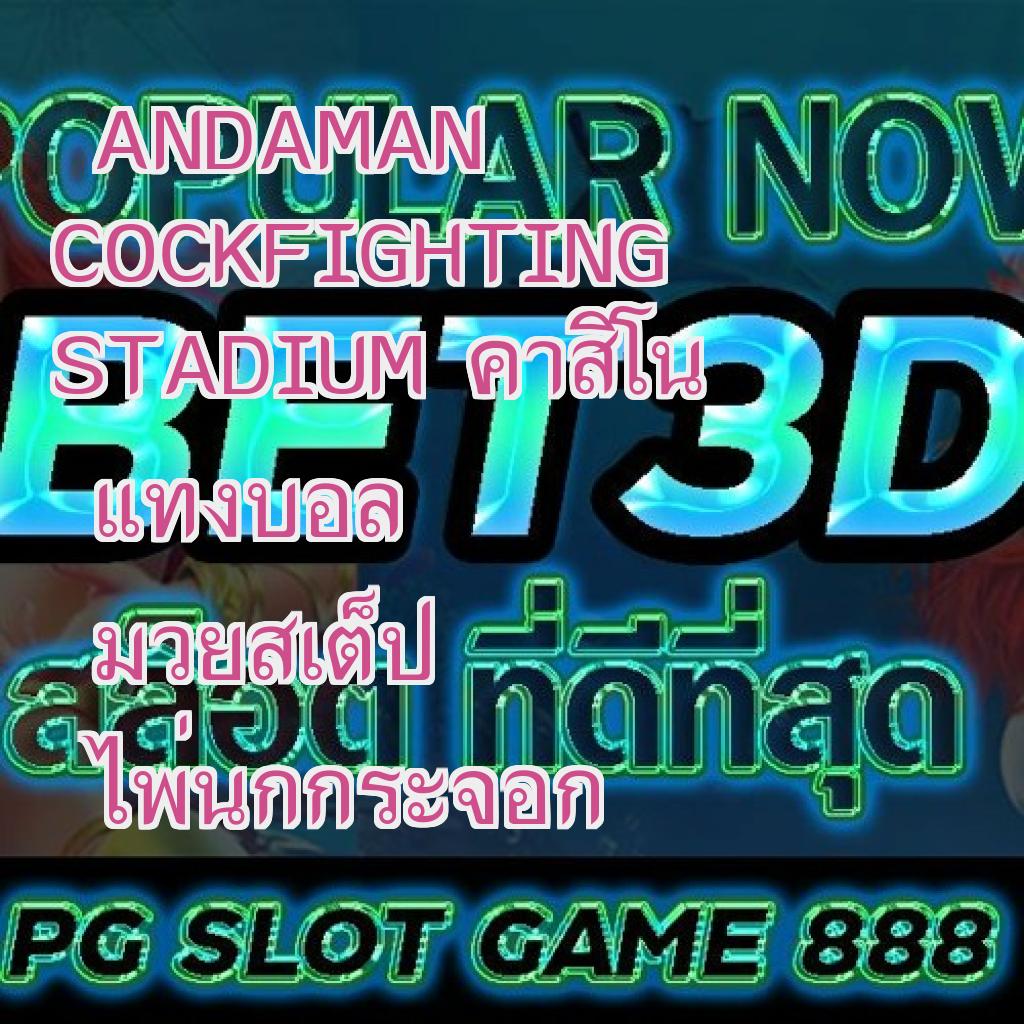 POPULAR NOW
ANDAMAN
COCKFIGHTING
STADIUM คาสิโน
BET3D
แทงบอล
มวยสเต็ป
สล็อต ที่ดีที่สุด
ไพ่นกกระจอก
PG SLOT GAME 888